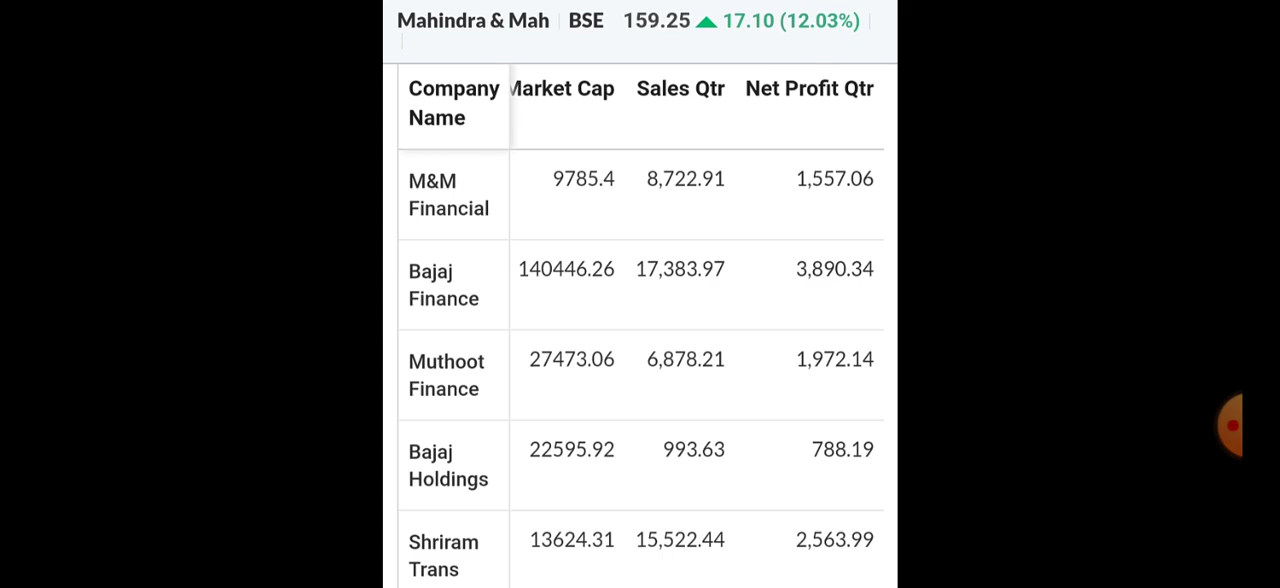 Mahindra & Mah BSE 159.25 17.10 (12.03%)
Company Name Market Cap Sales Qtr Net Profit Qtr
M&M Financial 9785.4 8,722.91 1,557.06
Bajaj Finance 140446.26 17,383.97 3,890.34
Muthoot Finance 27473.06 6,878.21 1,972.14
Bajaj Holdings 22595.92 993.63 788.19
Shriram Trans 13624.31 15,522.44 2,563.99